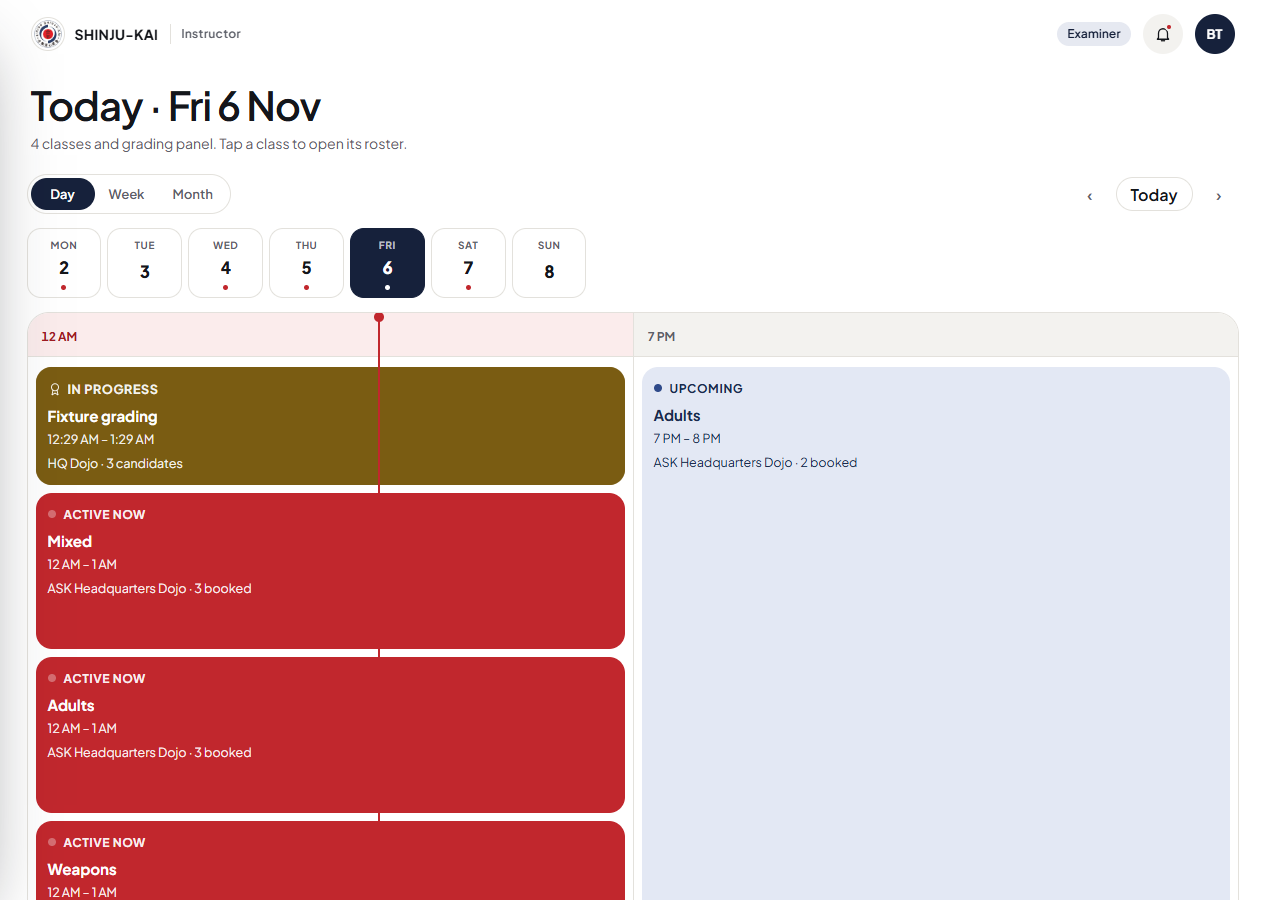 SHINJU-KAI Instructor Examiner BT
Today · Fri 6 Nov
4 classes and grading panel. Tap a class to open its roster.
Day Week Month ‹ Today ›
MON TUE WED THU FRI SAT SUN
2 3 4 5 6 7 8
12 AM
IN PROGRESS
Fixture grading
12:29 AM – 1:29 AM
HQ Dojo · 3 candidates
ACTIVE NOW
Mixed
12 AM – 1 AM
ASK Headquarters Dojo · 3 booked
ACTIVE NOW
Adults
12 AM – 1 AM
ASK Headquarters Dojo · 3 booked
ACTIVE NOW
Weapons
12 AM – 1 AM
7 PM
UPCOMING
Adults
7 PM – 8 PM
ASK Headquarters Dojo · 2 booked